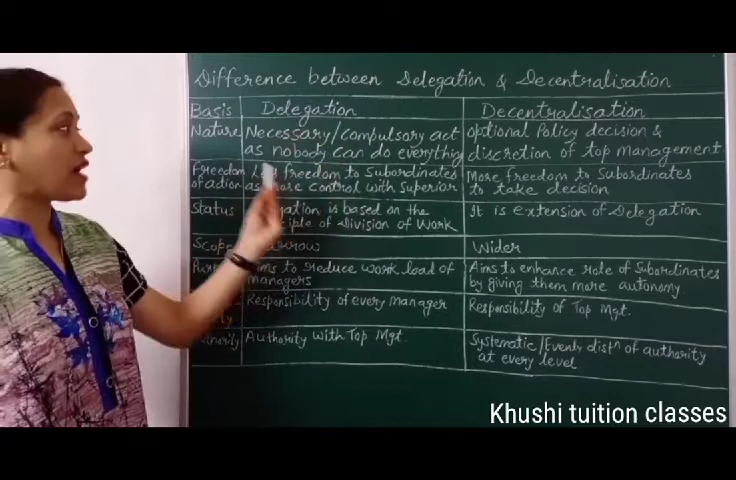 Difference between Delegation & Decentralisation
Basis Delegation Decentralisation
Nature Necessary/compulsory act optional Policy decision &
as nobody can do everything discretion of top management
Freedom freedom to Subordinates More freedom to Subordinates
of action as more control with Superior to take decision
Status is based on the It is extension of Delegation
of Division of Work
Scope Wider
Aims to reduce work load of Aims to enhance role of Subordinates
managers by giving them more autonomy
Responsibility of every manager Responsibility of Top Mgt.
Authority with Top Mgt. Systematic/Evenly distn of authority
at every level
Khushi tuition classes